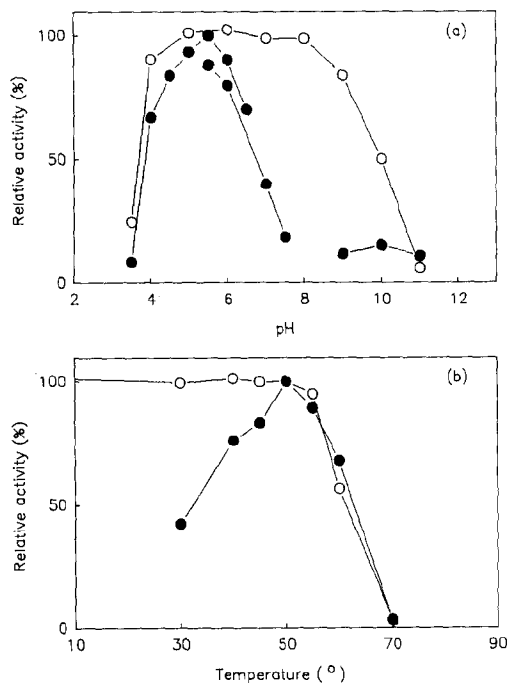 (a)
Relative activity (%)
100
50
0
2 4 6 8 10 12
pH
(b)
Relative activity (%)
100
50
0
10 30 50 70 90
Temperature (°)